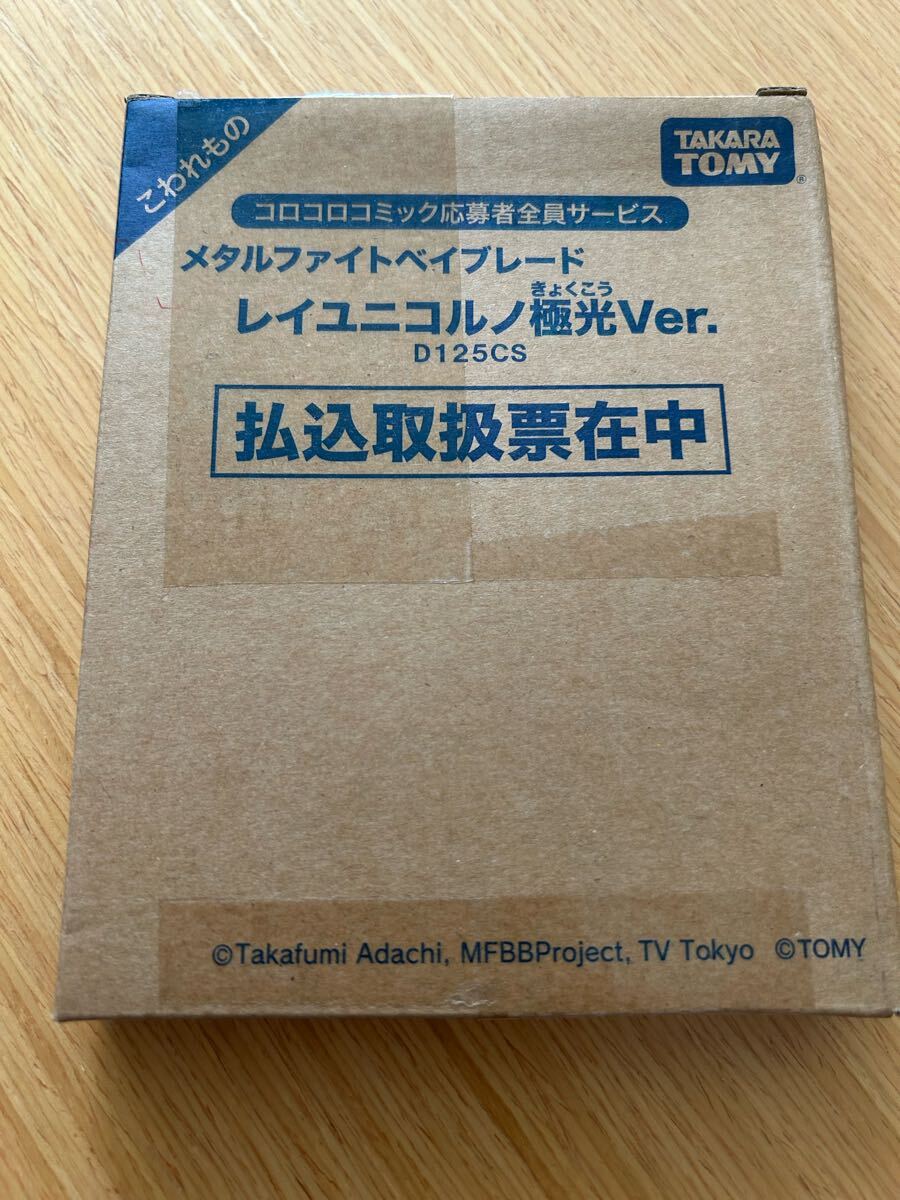 こわれもの
TAKARA
TOMY
®
コロコロコミック応募者全員サービス
メタルファイトベイブレード
きょくこう
レイユニコルノ極光Ver.
D125CS
払込取扱票在中
©Takafumi Adachi, MFBBProject, TV Tokyo ©TOMY